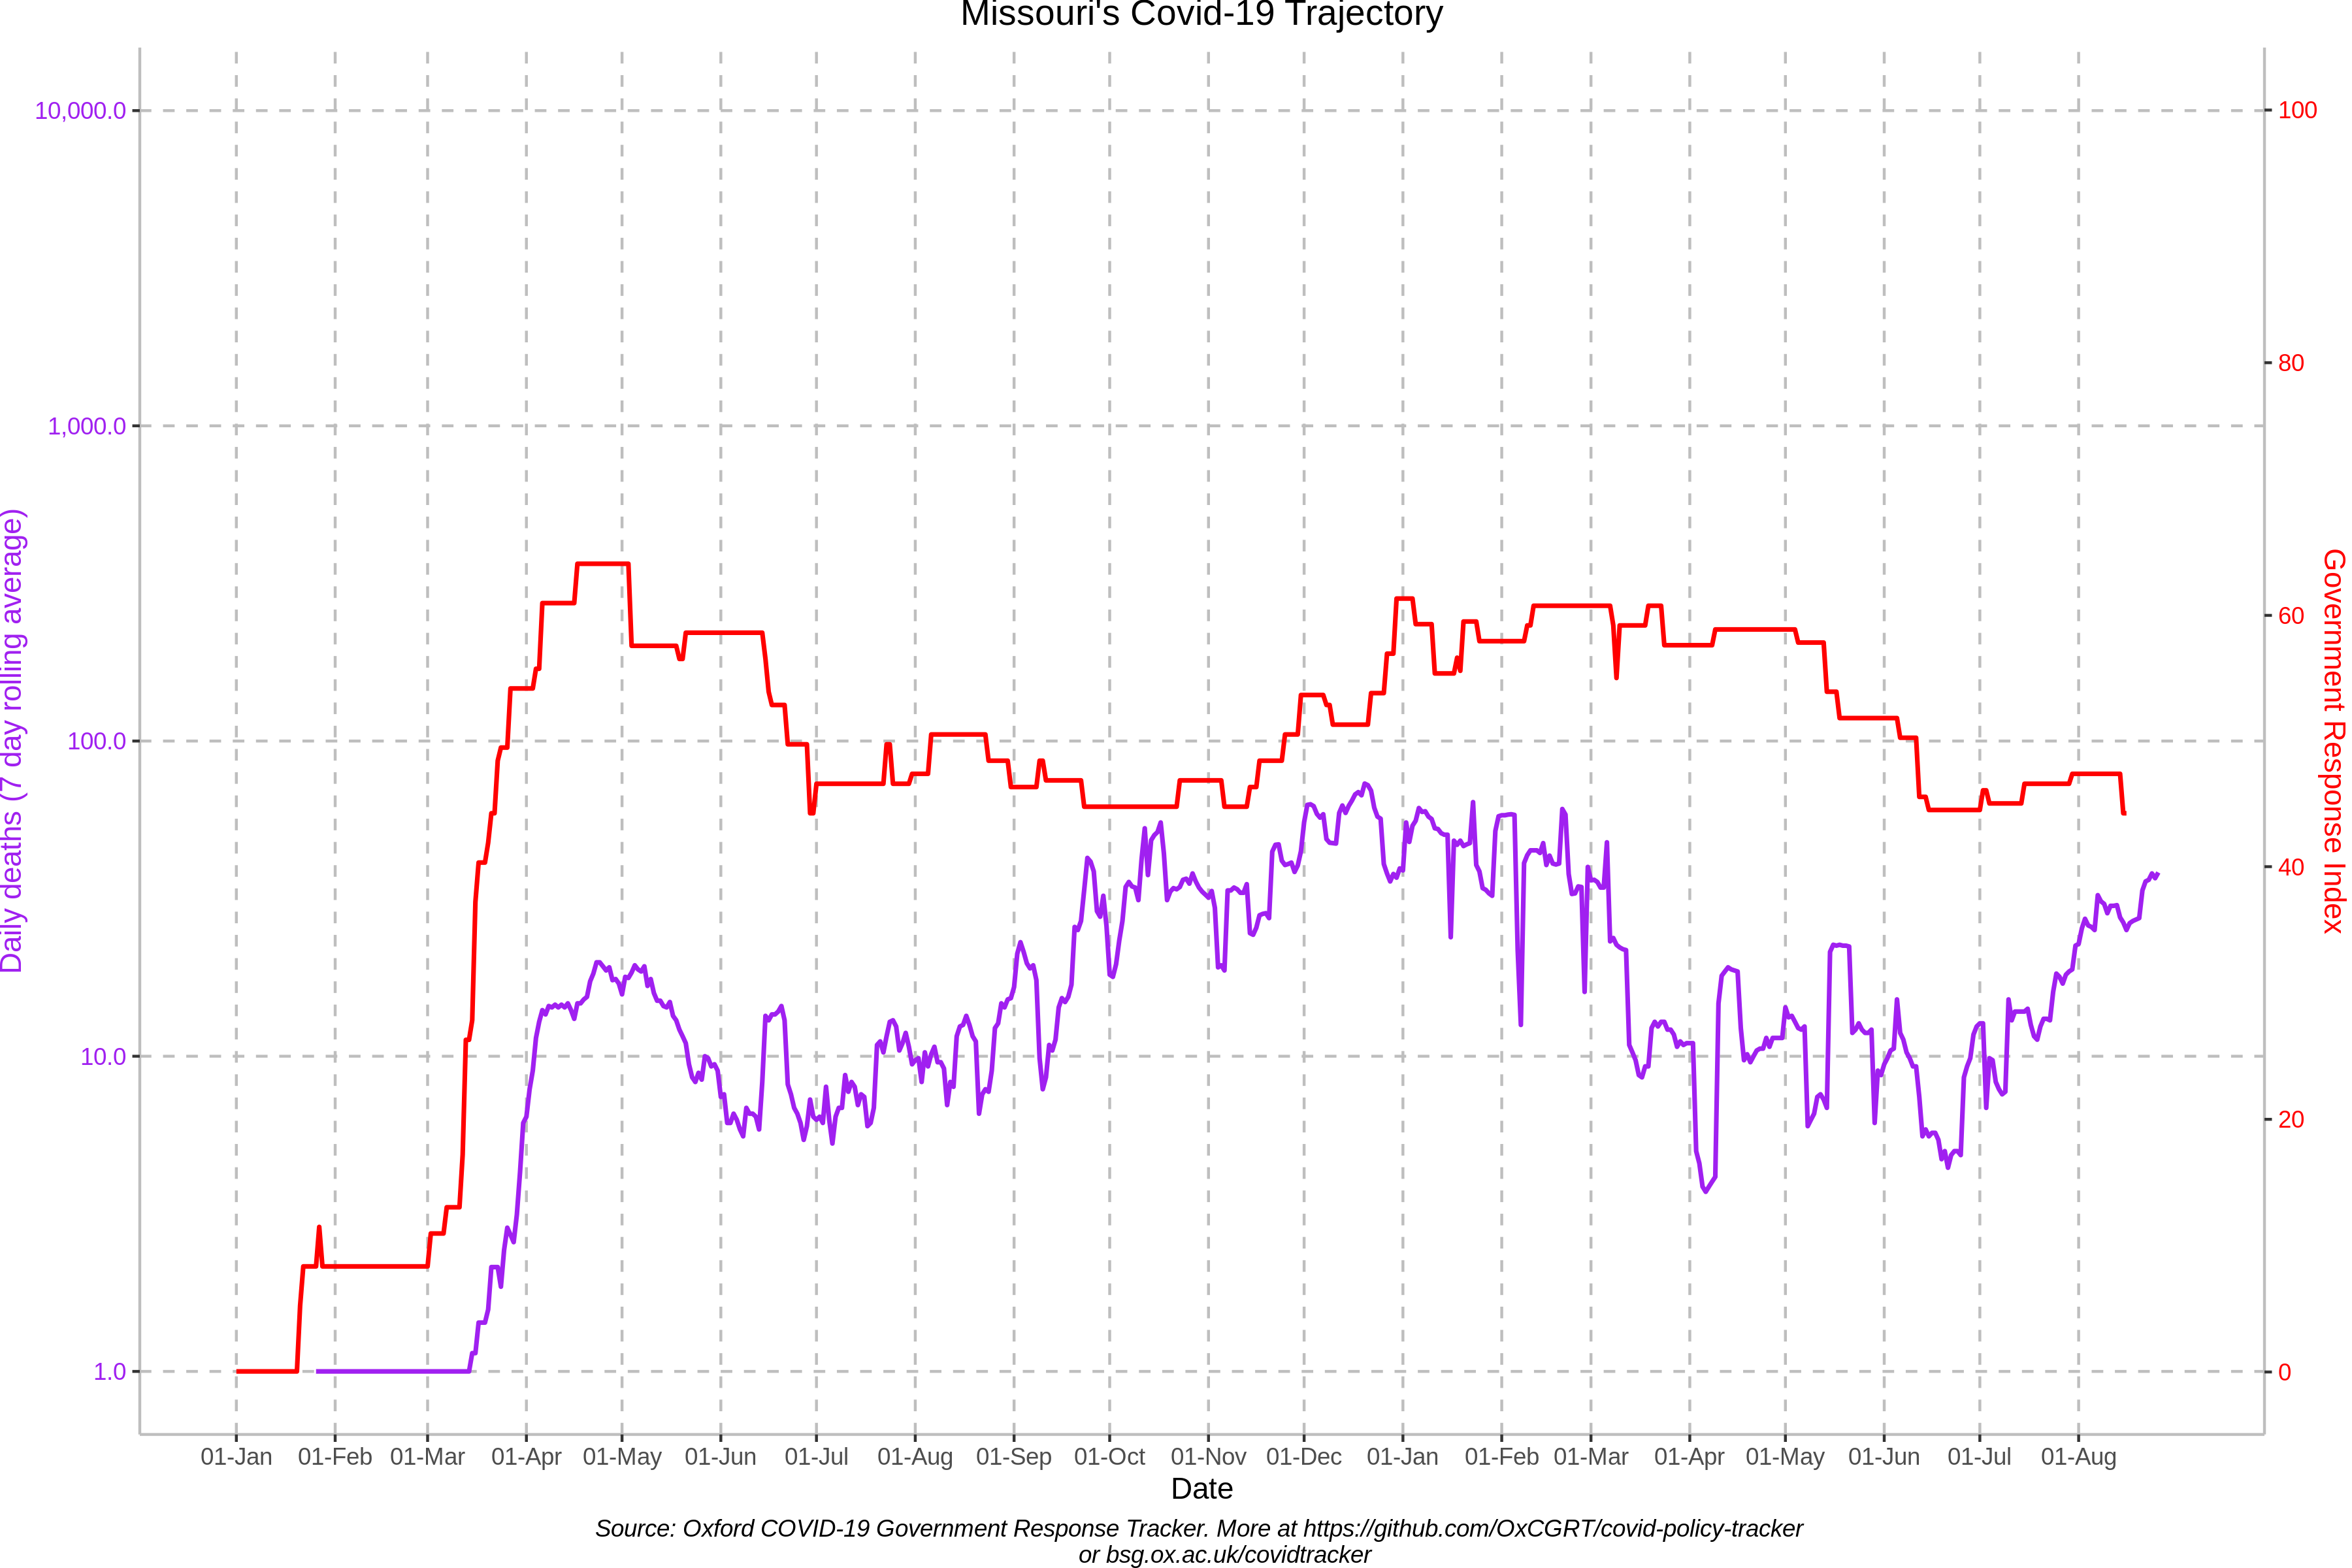 Missouri's Covid-19 Trajectory
10,000.0
1,000.0
100.0
10.0
1.0
Daily deaths (7 day rolling average)
100
80
60
40
20
0
Government Response Index
01-Jan 01-Feb 01-Mar 01-Apr 01-May 01-Jun 01-Jul 01-Aug 01-Sep 01-Oct 01-Nov 01-Dec 01-Jan 01-Feb 01-Mar 01-Apr 01-May 01-Jun 01-Jul 01-Aug
Date
Source: Oxford COVID-19 Government Response Tracker. More at https://github.com/OxCGRT/covid-policy-tracker
or bsg.ox.ac.uk/covidtracker